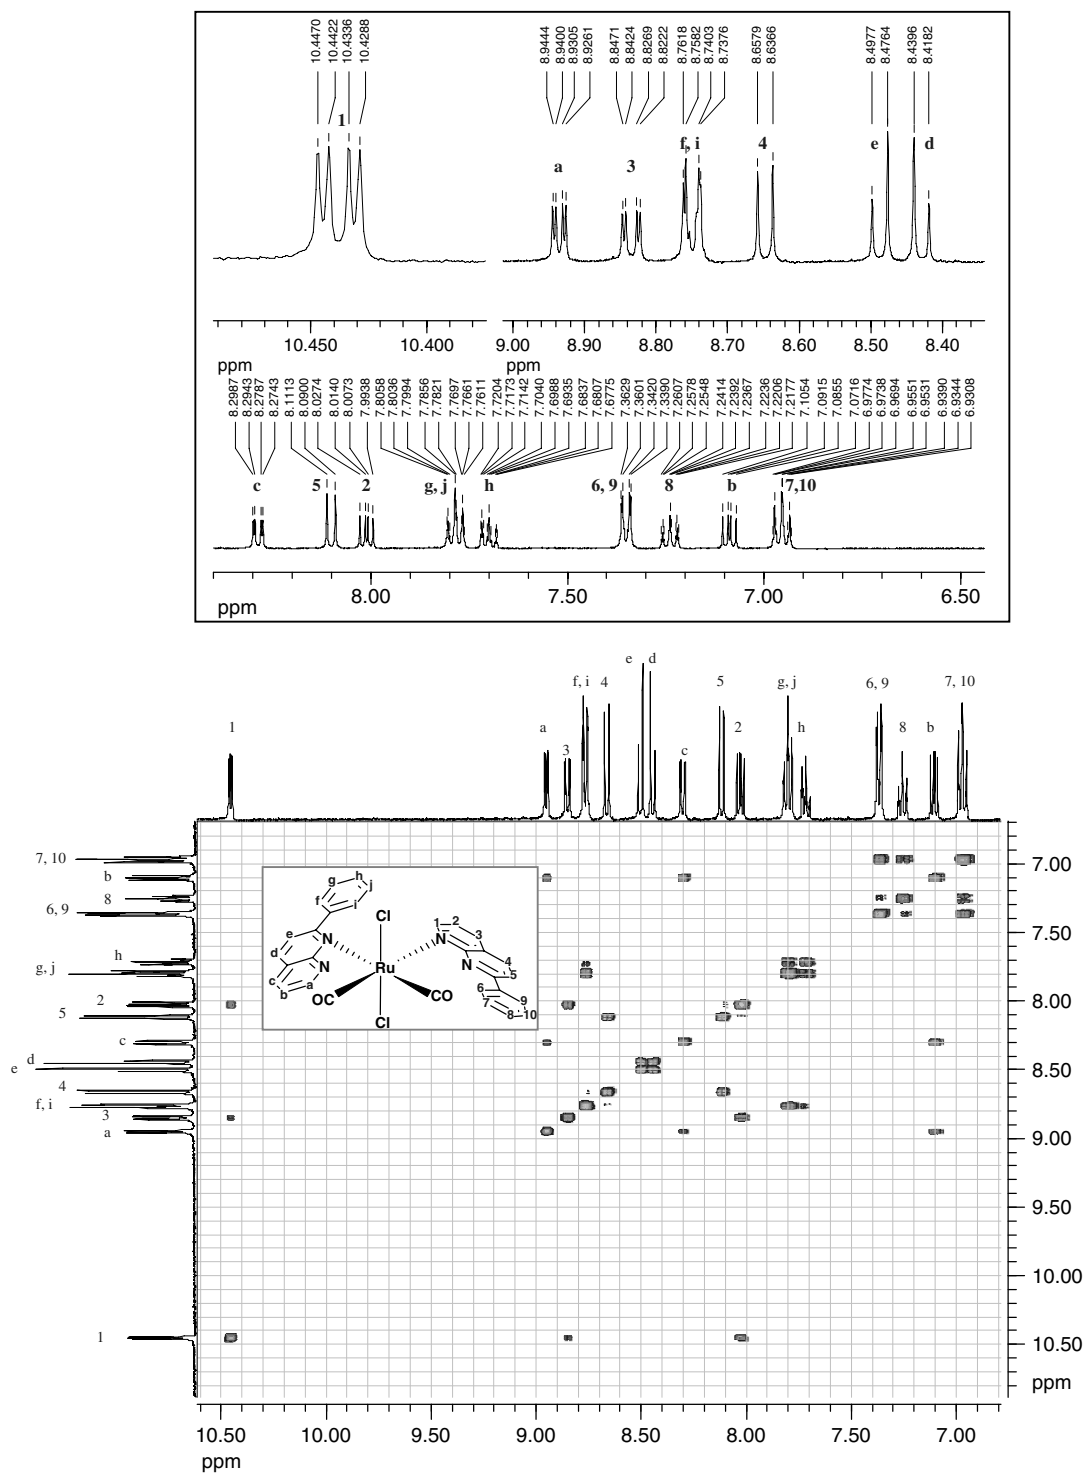 10.4470 10.4422 10.4336 10.4288 8.9444 8.9400 8.9305 8.9261 8.8471 8.8424 8.8269 8.8222 8.7618 8.7582 8.7403 8.7376 8.6579 8.6366 8.4977 8.4764 8.4396 8.4182
1 a 3 f, i 4 e d
10.450 10.400 9.00 8.90 8.80 8.70 8.60 8.50 8.40
ppm ppm
8.2987 8.2943 8.2787 8.2743 8.1113 8.0900 8.0274 8.0140 8.0073 7.9938 7.8058 7.8036 7.7994 7.7856 7.7821 7.7697 7.7661 7.7611 7.7204 7.7173 7.7142 7.7040 7.6988 7.6935 7.6837 7.6807 7.6775 7.3629 7.3601 7.3420 7.3390 7.2607 7.2578 7.2548 7.2414 7.2392 7.2367 7.2236 7.2206 7.2177 7.1054 7.0915 7.0855 7.0716 6.9774 6.9738 6.9694 6.9551 6.9531 6.9390 6.9344 6.9308
c 5 2 g, j h 6, 9 8 b 7,10
8.00 7.50 7.00 6.50
ppm
e d
f, i 4 5 g, j 6, 9 7, 10
1 a 3 c 2 h 8 b
7, 10
b
8
6, 9
h
g, j
2
5
c
d
e
4
f, i
3
a
1
g h j f i e d c b a N N
Cl
Ru
OC CO
Cl
1 2 3 4 5 6 7 8 9 10 N N
7.00
7.50
8.00
8.50
9.00
9.50
10.00
10.50
ppm
10.50 10.00 9.50 9.00 8.50 8.00 7.50 7.00
ppm